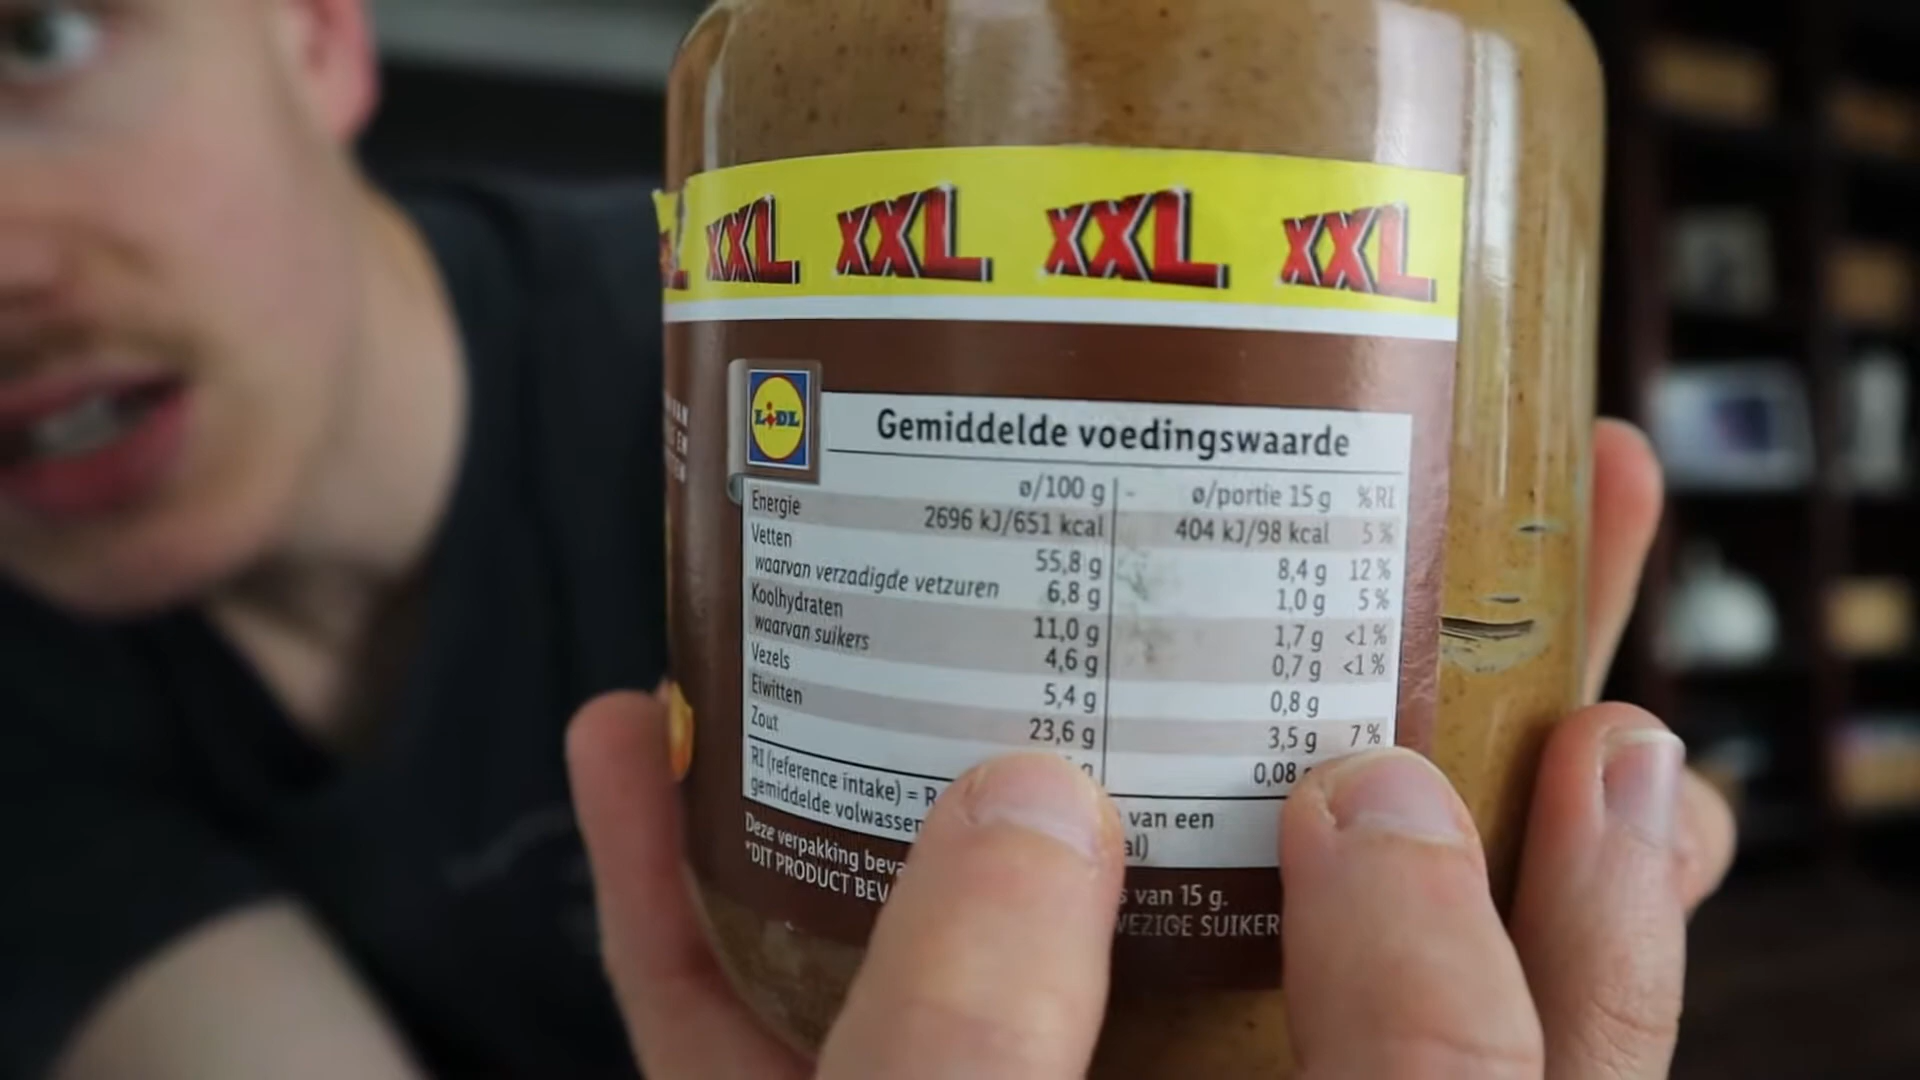 XXL XXL XXL XXL
LIDL
Gemiddelde voedingswaarde
ø/100 g - ø/portie 15 g %RI
Energie 2696 kJ/651 kcal 404 kJ/98 kcal 5 %
Vetten 55,8 g 8,4 g 12 %
waarvan verzadigde vetzuren 6,8 g 1,0 g 5 %
Koolhydraten 11,0 g 1,7 g <1 %
waarvan suikers 4,6 g 0,7 g <1 %
Vezels 5,4 g 0,8 g
Eiwitten 23,6 g 3,5 g 7 %
Zout 0,08
RI (reference intake) = R
gemiddelde volwassen van een
al)
Deze verpakking beva s van 15 g.
*DIT PRODUCT BEV WEZIGE SUIKER